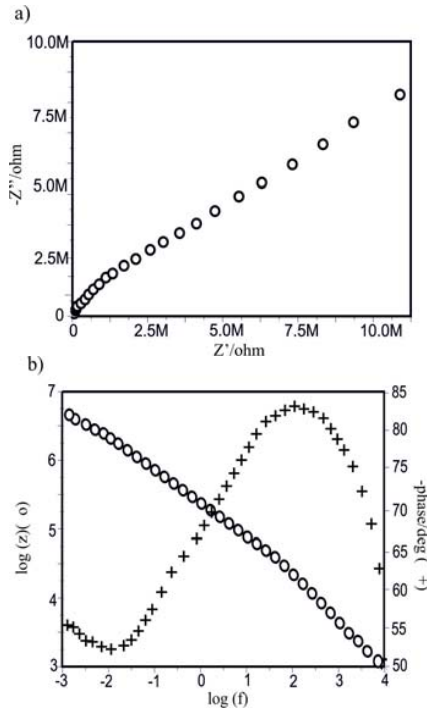 a)
10.0M
7.5M
5.0M
2.5M
0
-Z''/ohm
0 2.5M 5.0M 7.5M 10.0M
Z'/ohm
b)
7
6
5
4
3
log (z)( o)
85
80
75
70
65
60
55
50
-phase/deg ( +)
-3 -2 -1 0 1 2 3 4
log (f)